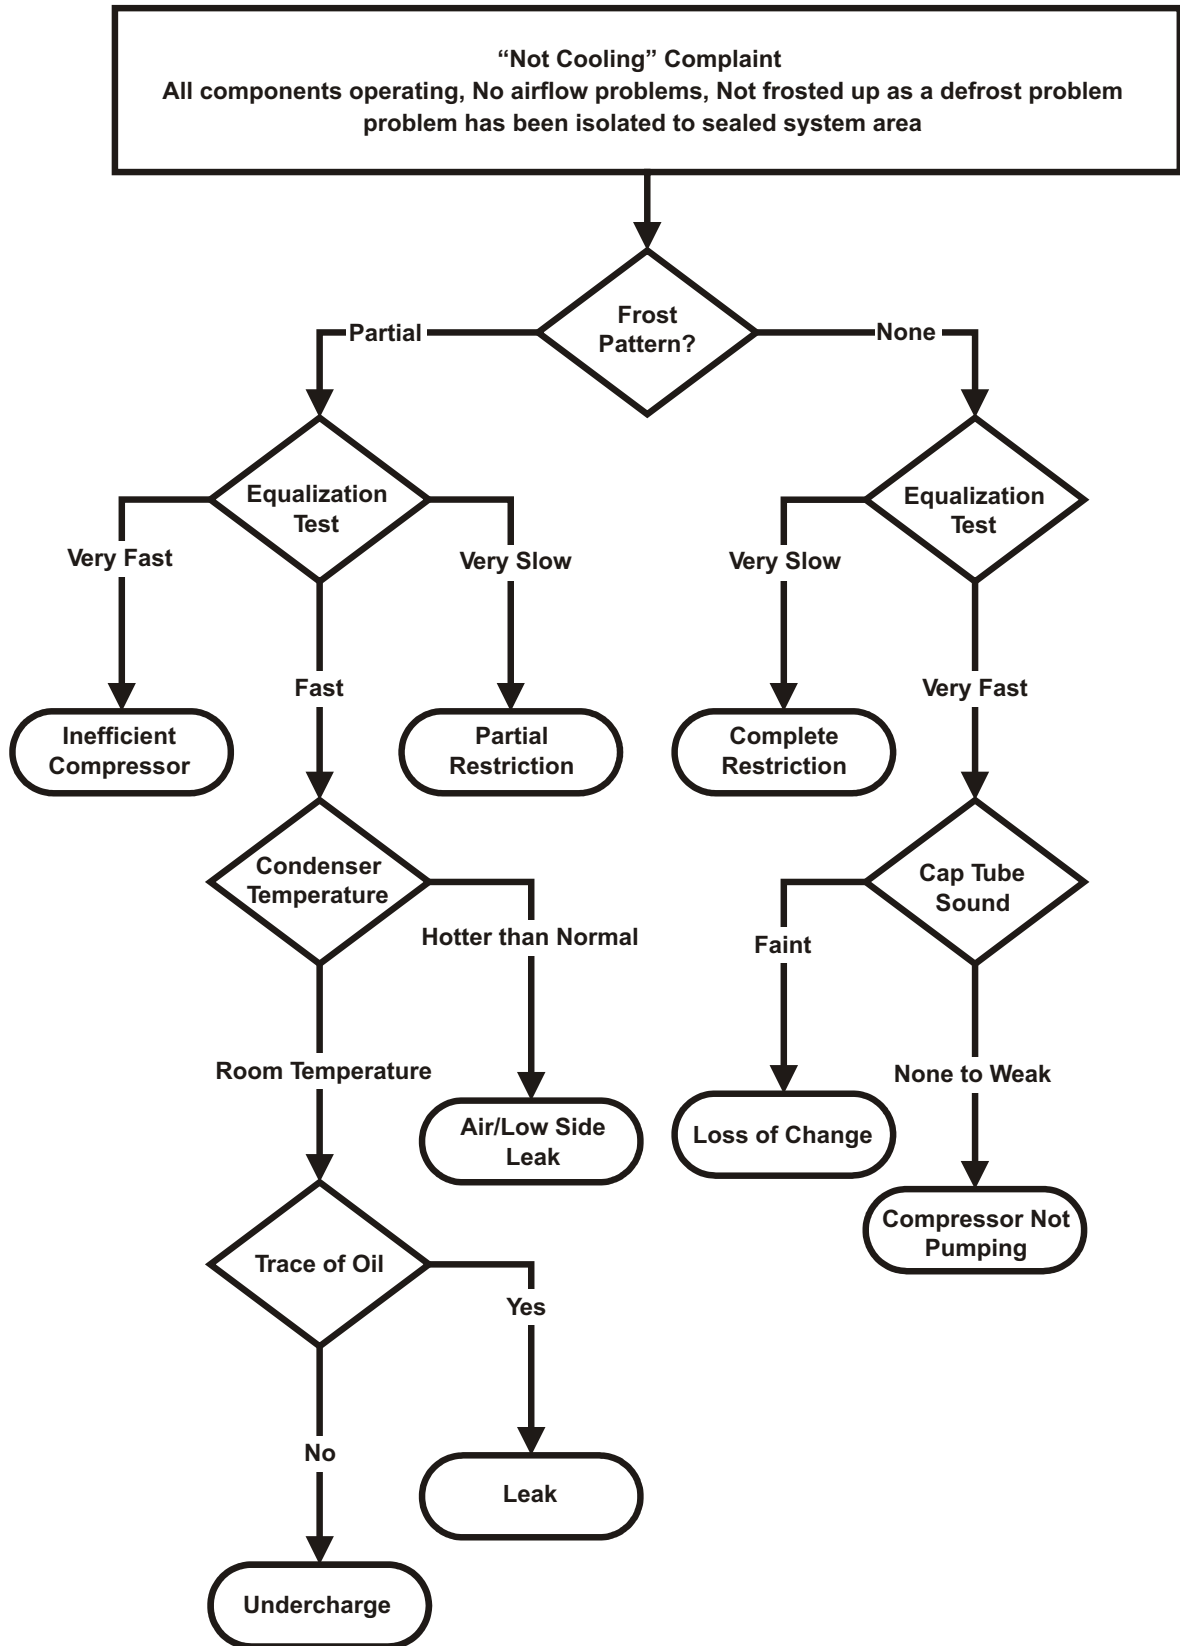 “Not Cooling” Complaint
All components operating, No airflow problems, Not frosted up as a defrost problem
problem has been isolated to sealed system area
Frost
Pattern?
Partial
None
Equalization
Test
Equalization
Test
Very Fast
Very Slow
Very Slow
Fast
Very Fast
Inefficient
Compressor
Partial
Restriction
Complete
Restriction
Condenser
Temperature
Cap Tube
Sound
Hotter than Normal
Faint
Room Temperature
None to Weak
Air/Low Side
Leak
Loss of Change
Compressor Not
Pumping
Trace of Oil
Yes
No
Leak
Undercharge